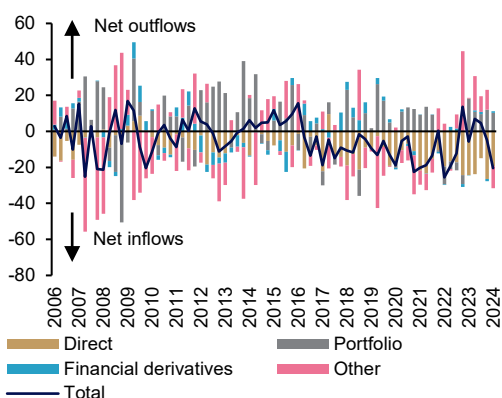 60
Net outflows
40
20
0
-20
-40
-60
Net inflows
-80
2006 2007 2008 2009 2010 2011 2012 2013 2014 2015 2016 2017 2018 2019 2020 2021 2022 2023 2024
Direct Portfolio
Financial derivatives Other
Total